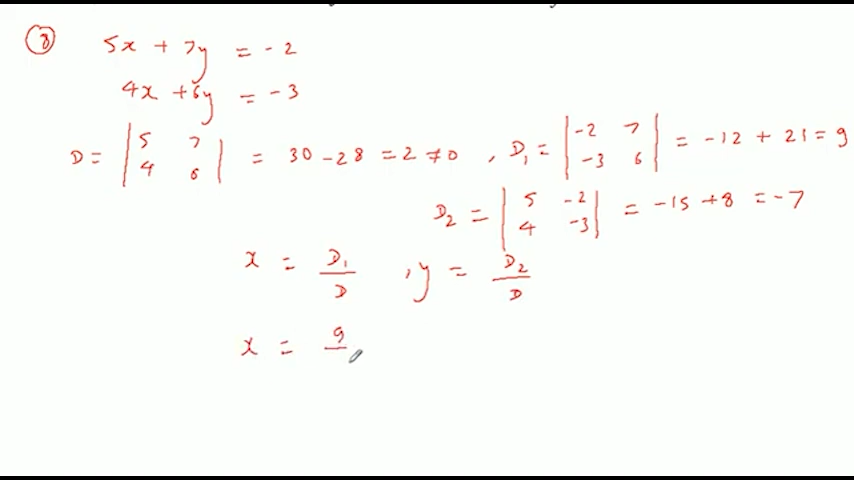 8 5x + 7y = -2
4x + 6y = -3
D = | 5 7 | = 30 - 28 = 2 ≠ 0 , D₁ = | -2 7 | = -12 + 21 = 9
| 4 6 | | -3 6 |
D₂ = | 5 -2 | = -15 + 8 = -7
| 4 -3 |
x = D₁/D , y = D₂/D
x = 9/